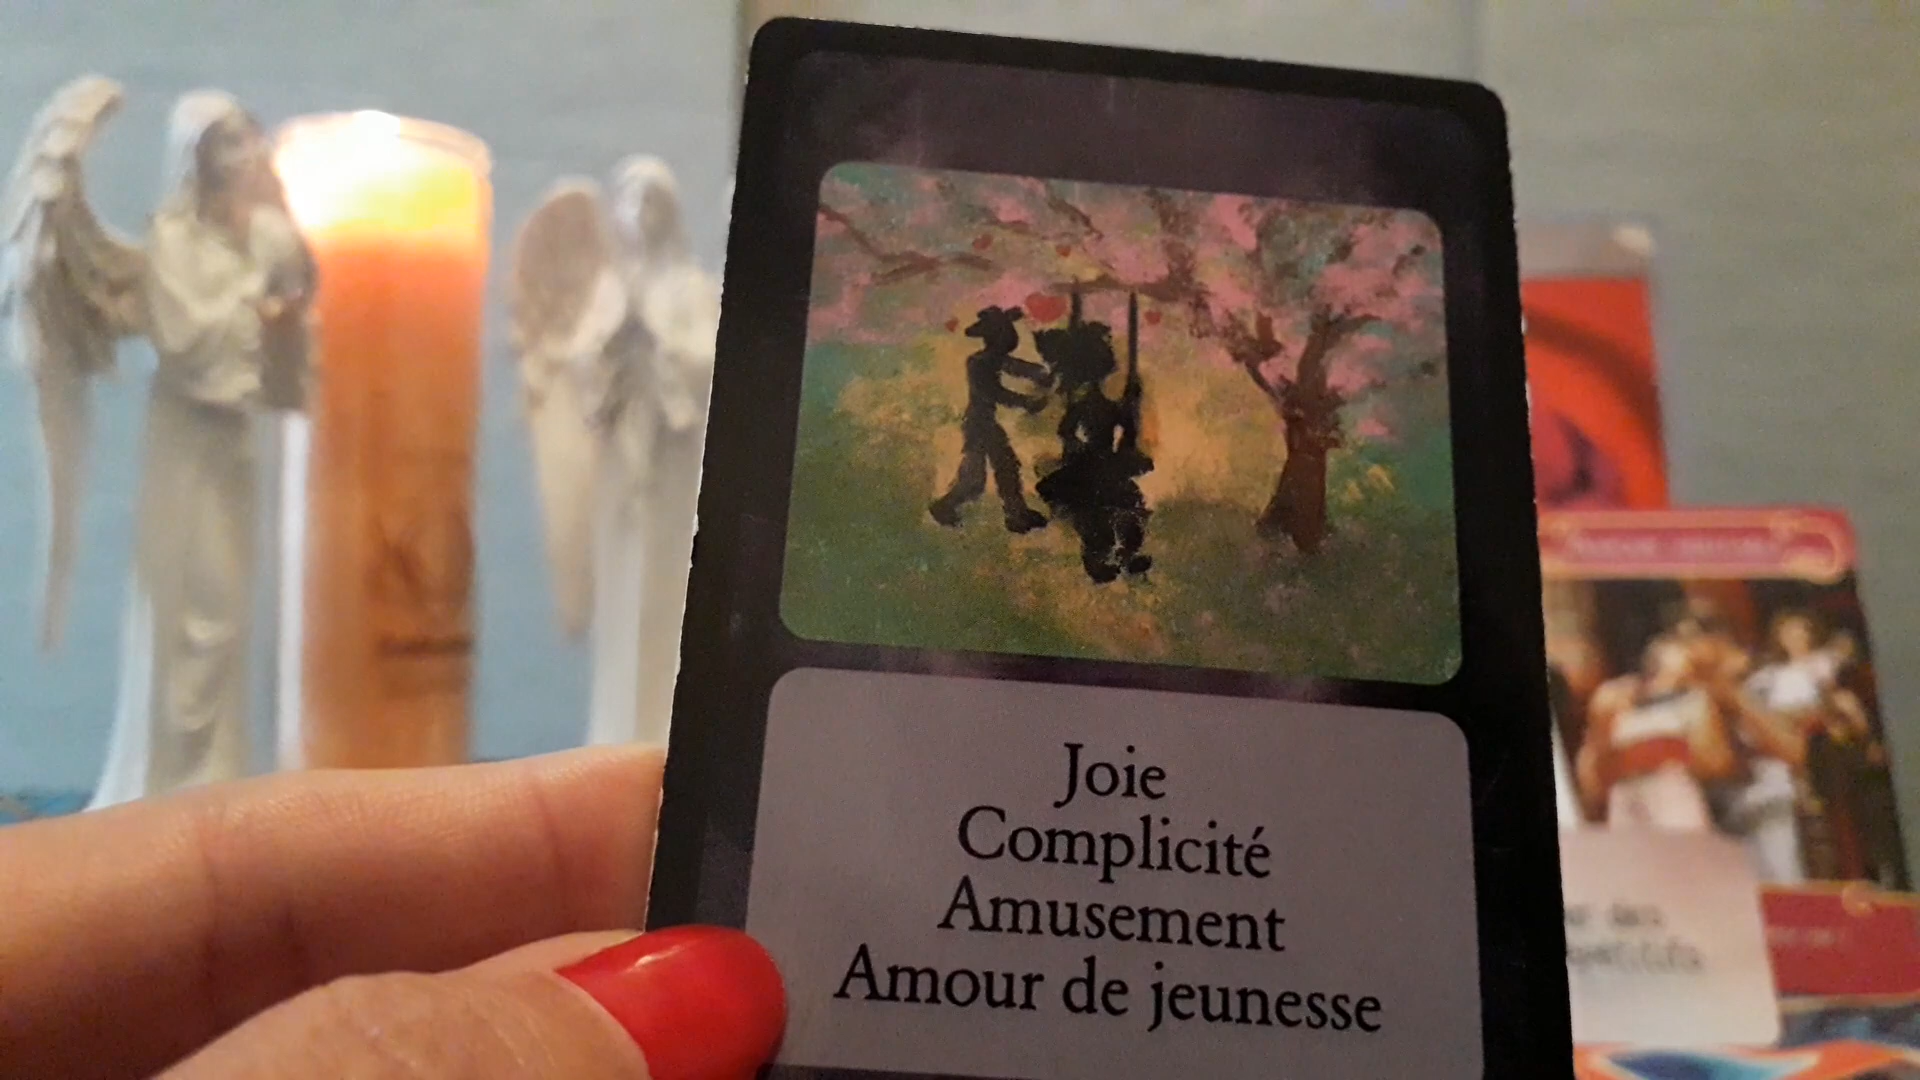 Joie
Complicité
Amusement
Amour de jeunesse